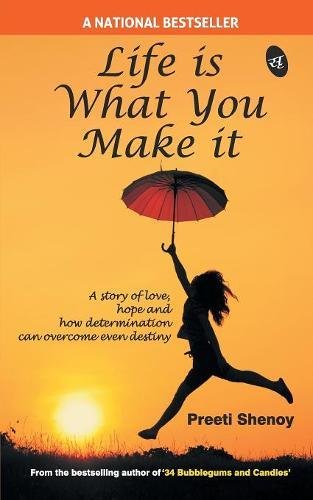 A NATIONAL BESTSELLER
Life is
What You
Make it
A story of love,
hope and
how determination
can overcome even destiny
Preeti Shenoy
From the bestselling author of '34 Bubblegums and Candies'